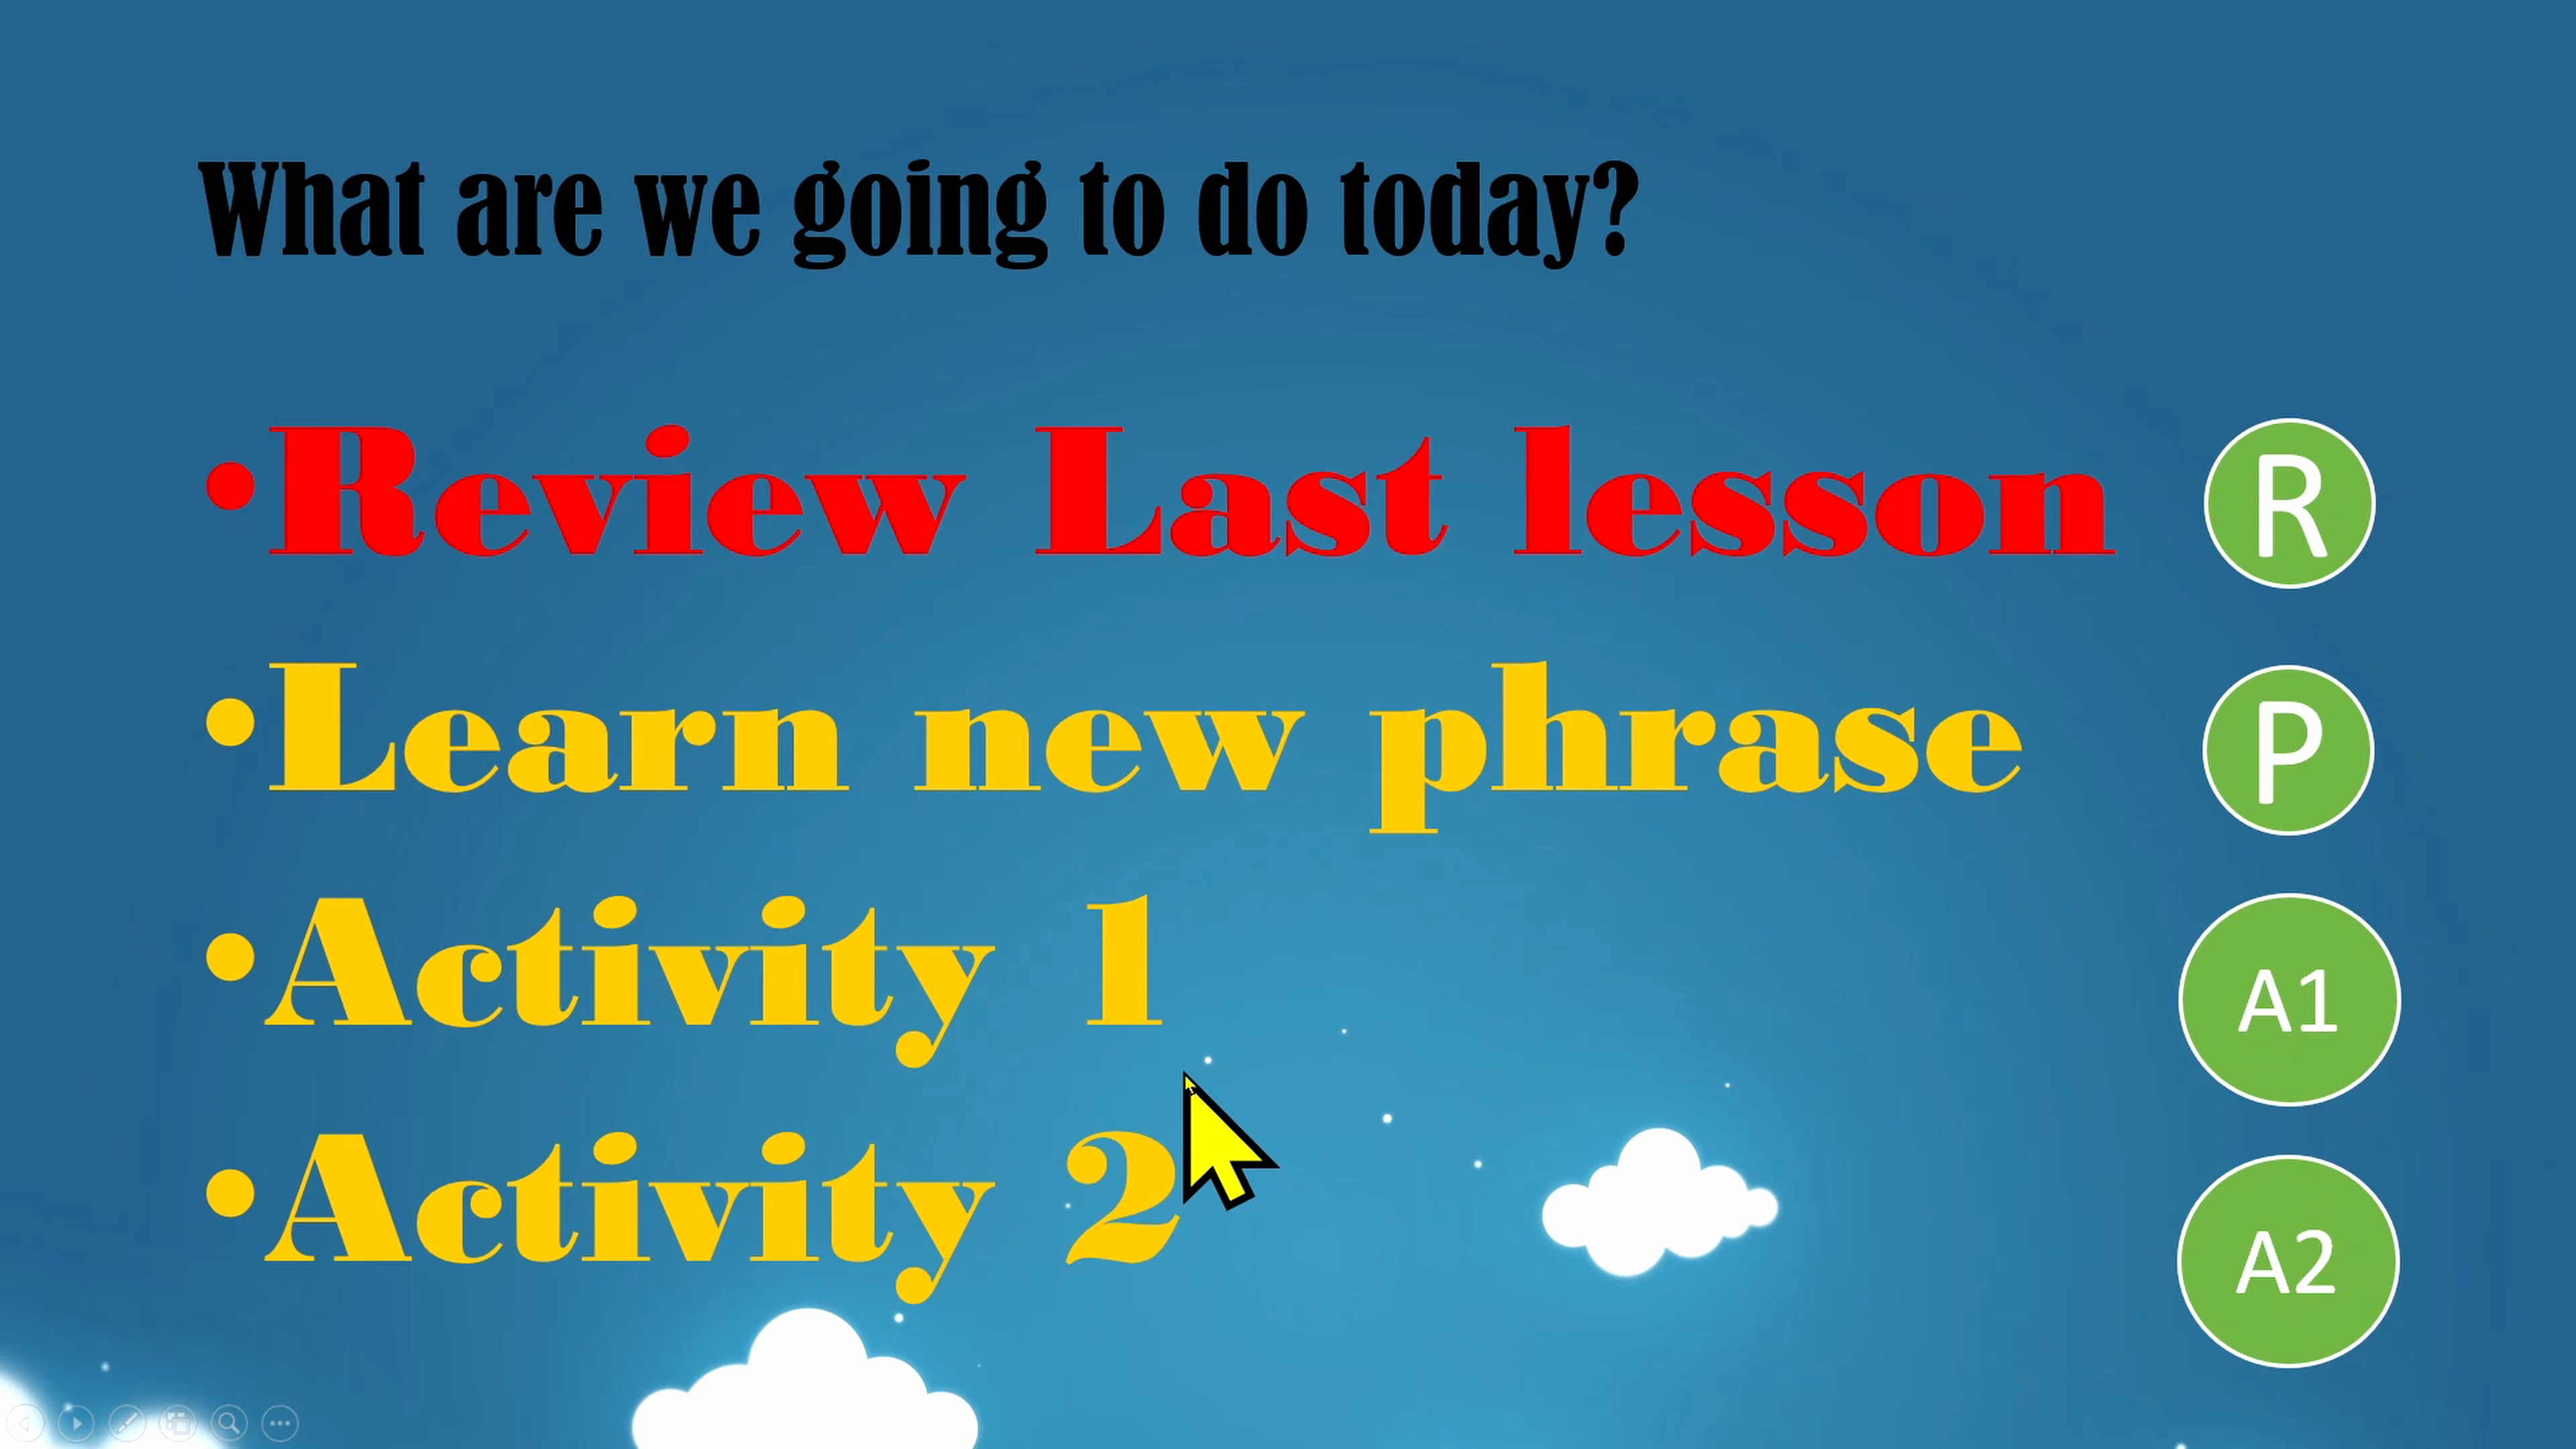 What are we going to do today?
•Review Last lesson
R
•Learn new phrase
P
•Activity 1
A1
•Activity 2
A2